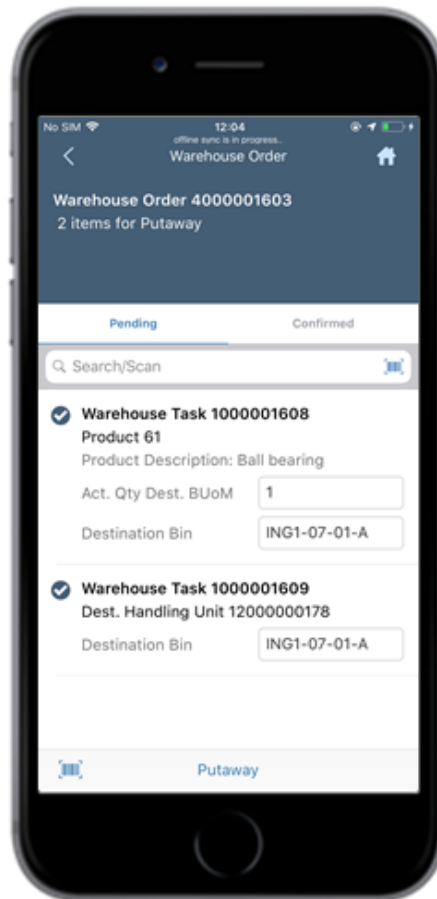 No SIM 12:04
offline sync is in progress..
Warehouse Order
Warehouse Order 4000001603
2 items for Putaway
Pending Confirmed
Search/Scan
Warehouse Task 1000001608
Product 61
Product Description: Ball bearing
Act. Qty Dest. BUoM 1
Destination Bin ING1-07-01-A
Warehouse Task 1000001609
Dest. Handling Unit 12000000178
Destination Bin ING1-07-01-A
Putaway